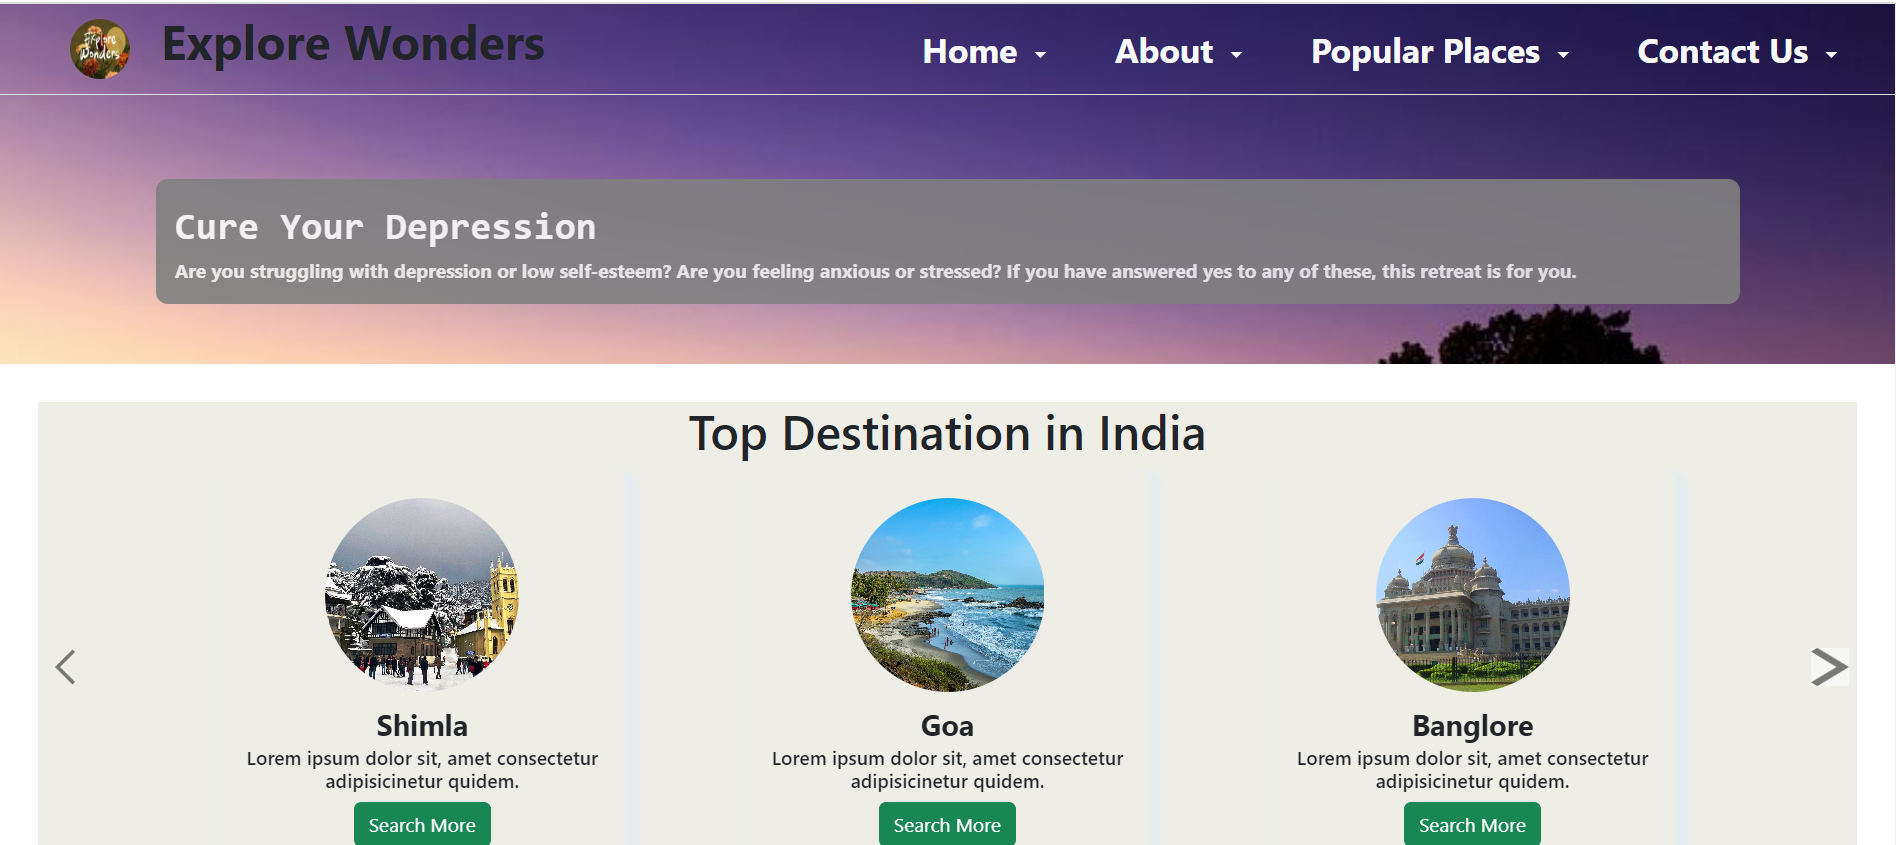 Explore Wonders
Explore Wonders
Home
About
Popular Places
Contact Us
Cure Your Depression
Are you struggling with depression or low self-esteem? Are you feeling anxious or stressed? If you have answered yes to any of these, this retreat is for you.
Top Destination in India
Shimla
Lorem ipsum dolor sit, amet consectetur
adipisicinetur quidem.
Search More
Goa
Lorem ipsum dolor sit, amet consectetur
adipisicinetur quidem.
Search More
Banglore
Lorem ipsum dolor sit, amet consectetur
adipisicinetur quidem.
Search More